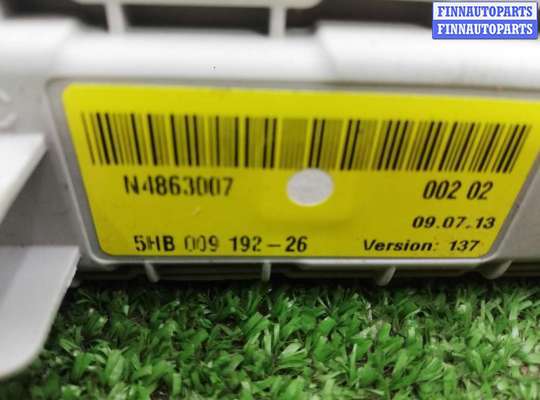 FINNAUTOPARTS
FINNAUTOPARTS
N4863007
002 02
09.07.13
5HB 009 192-26
Version: 137